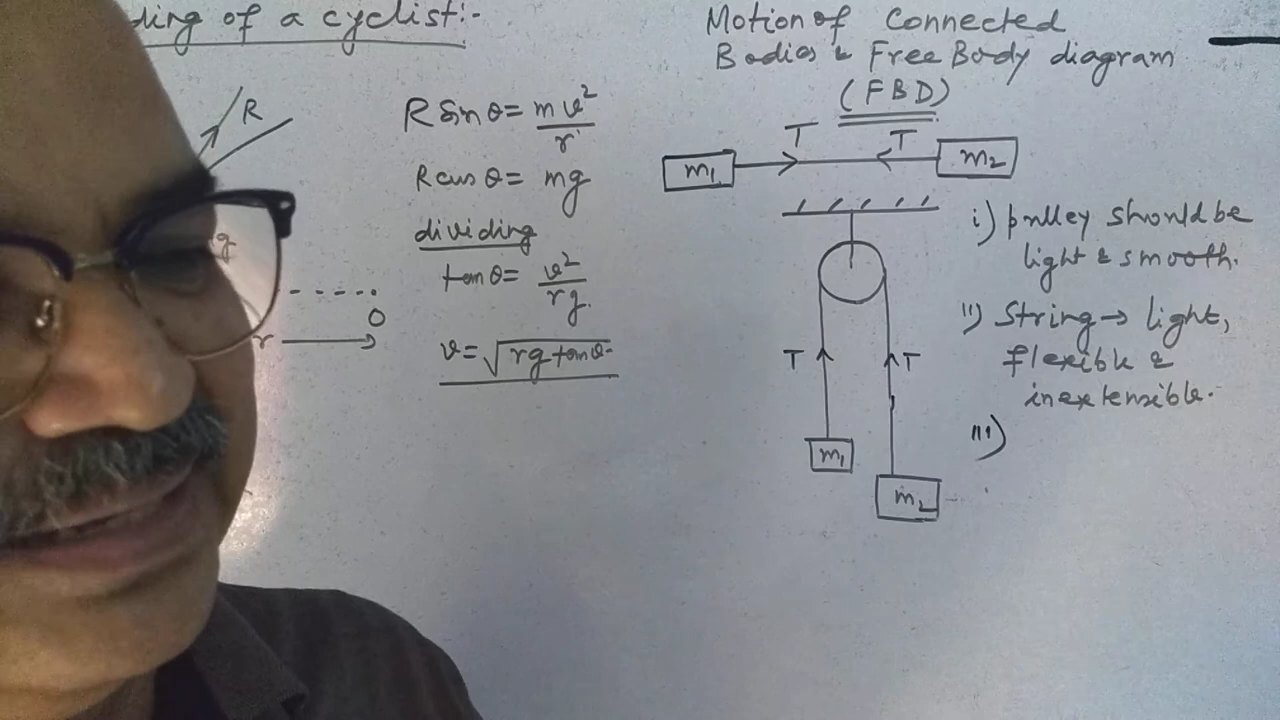 ding of a cyclist:-
R
g
r
O
R Sin θ = mv²/r
R cos θ = mg
dividing
tan θ = v²/rg.
v = √rg tan θ
Motion of Connected
Bodies & Free Body diagram
(FBD)
T T
m₁ m₂
i) pulley should be
light & smooth.
ii) String → light,
flexible &
inextensible.
T T
iii)
m₁
m₂